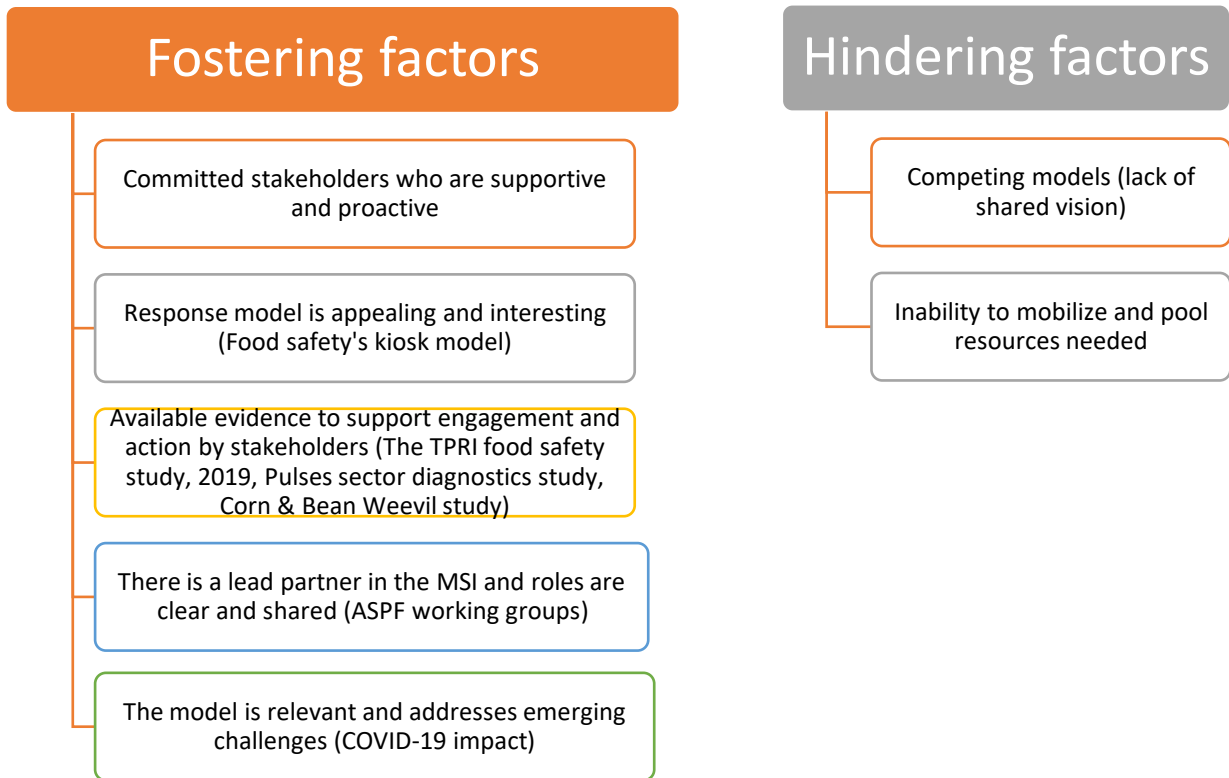 Fostering factors
Committed stakeholders who are supportive
and proactive
Response model is appealing and interesting
(Food safety's kiosk model)
Available evidence to support engagement and
action by stakeholders (The TPRI food safety
study, 2019, Pulses sector diagnostics study,
Corn & Bean Weevil study)
There is a lead partner in the MSI and roles are
clear and shared (ASPF working groups)
The model is relevant and addresses emerging
challenges (COVID-19 impact)
Hindering factors
Competing models (lack of
shared vision)
Inability to mobilize and pool
resources needed